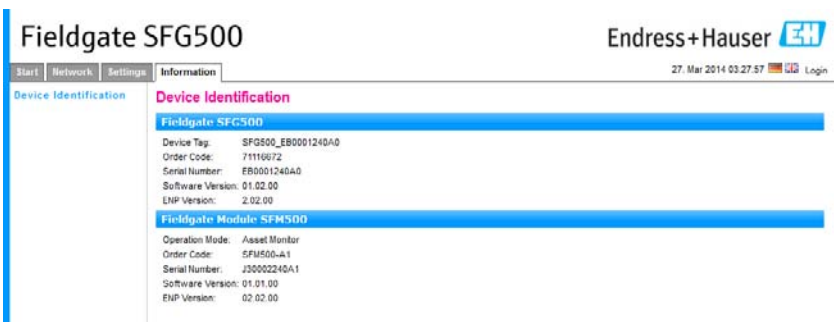 Fieldgate SFG500
Endress+Hauser EH
Start Network Settings Information
27. Mar 2014 03:27:57 Login
Device Identification
Device Identification
Fieldgate SFG500
Device Tag: SFG500_EB0001240A0
Order Code: 71116672
Serial Number: EB0001240A0
Software Version: 01.02.00
ENP Version: 2.02.00
Fieldgate Module SFM500
Operation Mode: Asset Monitor
Order Code: SFM500-A1
Serial Number: J30002240A1
Software Version: 01.01.00
ENP Version: 02.02.00